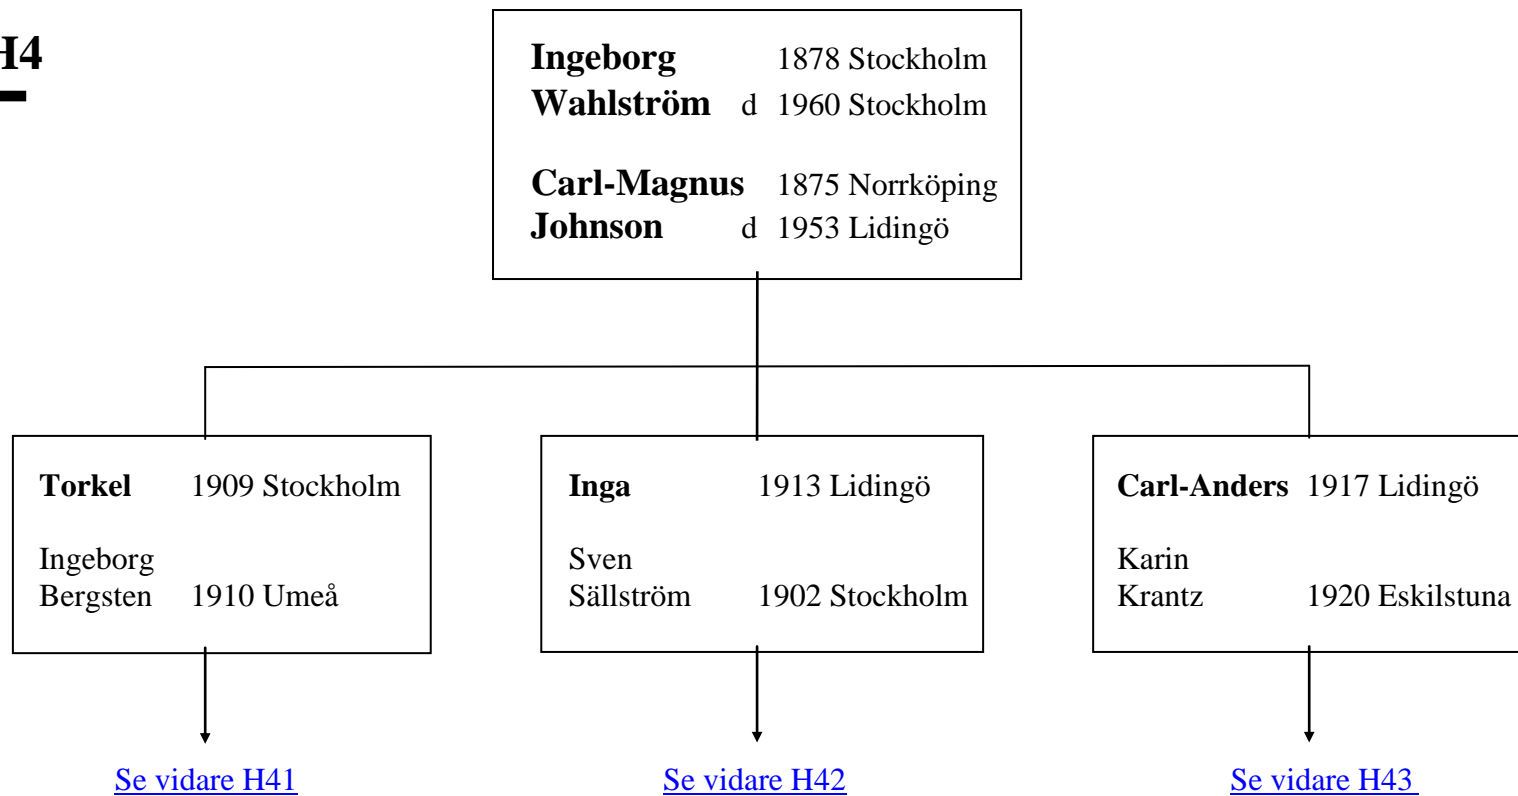 H4
Ingeborg 1878 Stockholm
Wahlström d 1960 Stockholm
Carl-Magnus 1875 Norrköping
Johnson d 1953 Lidingö
Torkel 1909 Stockholm
Ingeborg
Bergsten 1910 Umeå
Inga 1913 Lidingö
Sven
Sällström 1902 Stockholm
Carl-Anders 1917 Lidingö
Karin
Krantz 1920 Eskilstuna
Se vidare H41
Se vidare H42
Se vidare H43